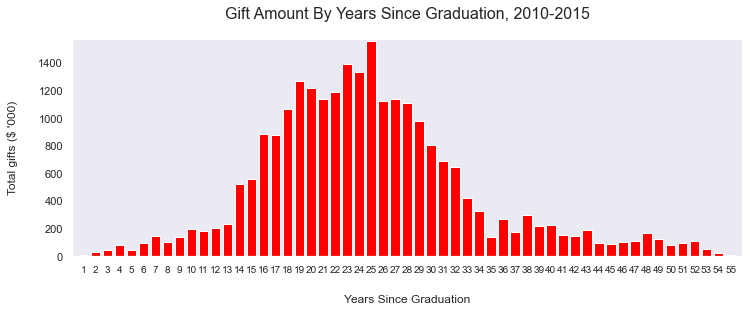 Gift Amount By Years Since Graduation, 2010-2015
Total gifts ($ '000)
1400
1200
1000
800
600
400
200
0
1 2 3 4 5 6 7 8 9 10 11 12 13 14 15 16 17 18 19 20 21 22 23 24 25 26 27 28 29 30 31 32 33 34 35 36 37 38 39 40 41 42 43 44 45 46 47 48 49 50 51 52 53 54 55
Years Since Graduation